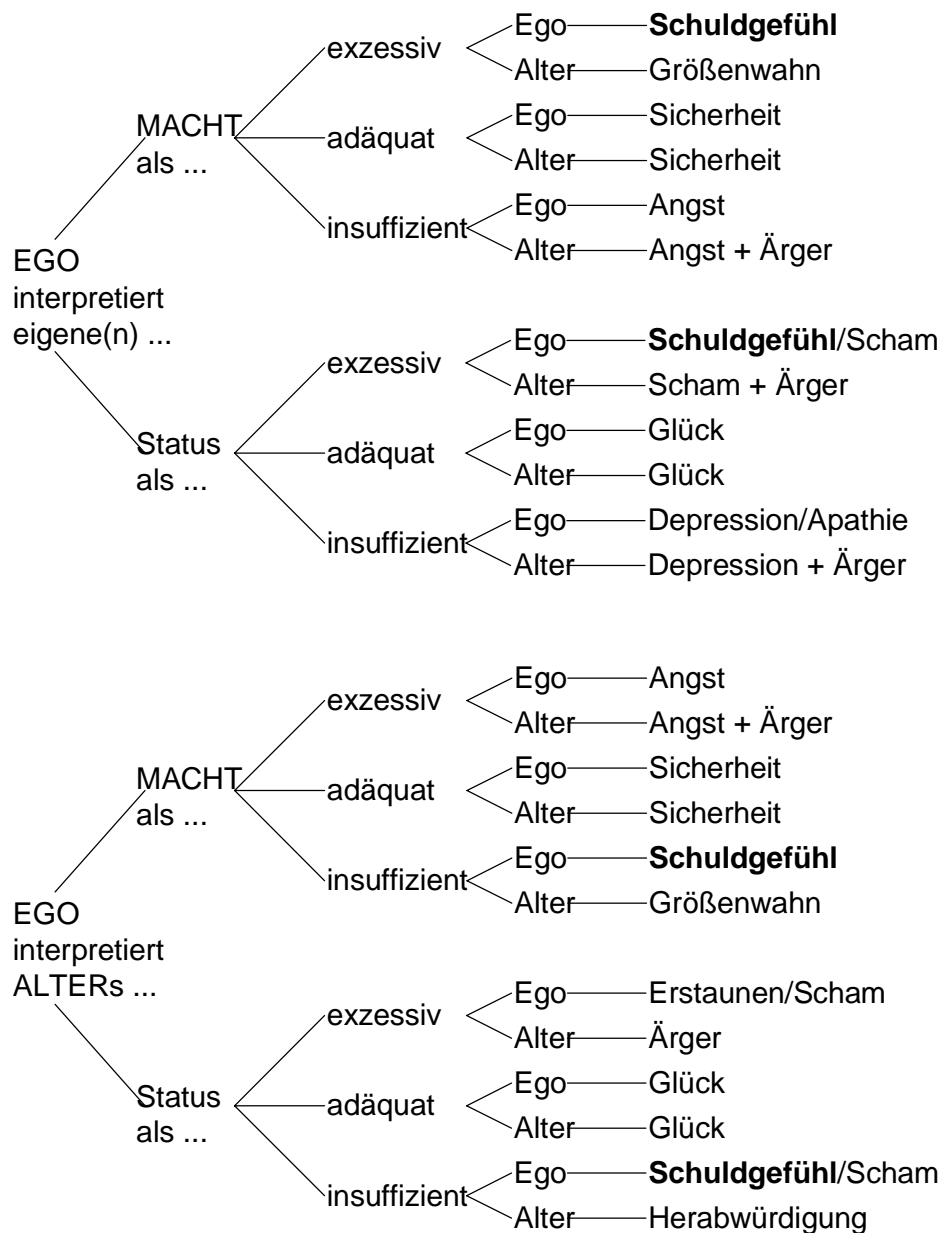 Ego Schuldgefühl
exzessiv
Alter Größenwahn
MACHT
als ...
Ego Sicherheit
adäquat
Alter Sicherheit
Ego Angst
insuffizient
Alter Angst + Ärger
EGO
interpretiert
eigene(n) ...
Ego Schuldgefühl/Scham
exzessiv
Alter Scham + Ärger
Status
als ...
Ego Glück
adäquat
Alter Glück
Ego Depression/Apathie
insuffizient
Alter Depression + Ärger
Ego Angst
exzessiv
Alter Angst + Ärger
MACHT
als ...
Ego Sicherheit
adäquat
Alter Sicherheit
Ego Schuldgefühl
insuffizient
Alter Größenwahn
EGO
interpretiert
ALTERs ...
Ego Erstaunen/Scham
exzessiv
Alter Ärger
Status
als ...
Ego Glück
adäquat
Alter Glück
Ego Schuldgefühl/Scham
insuffizient
Alter Herabwürdigung